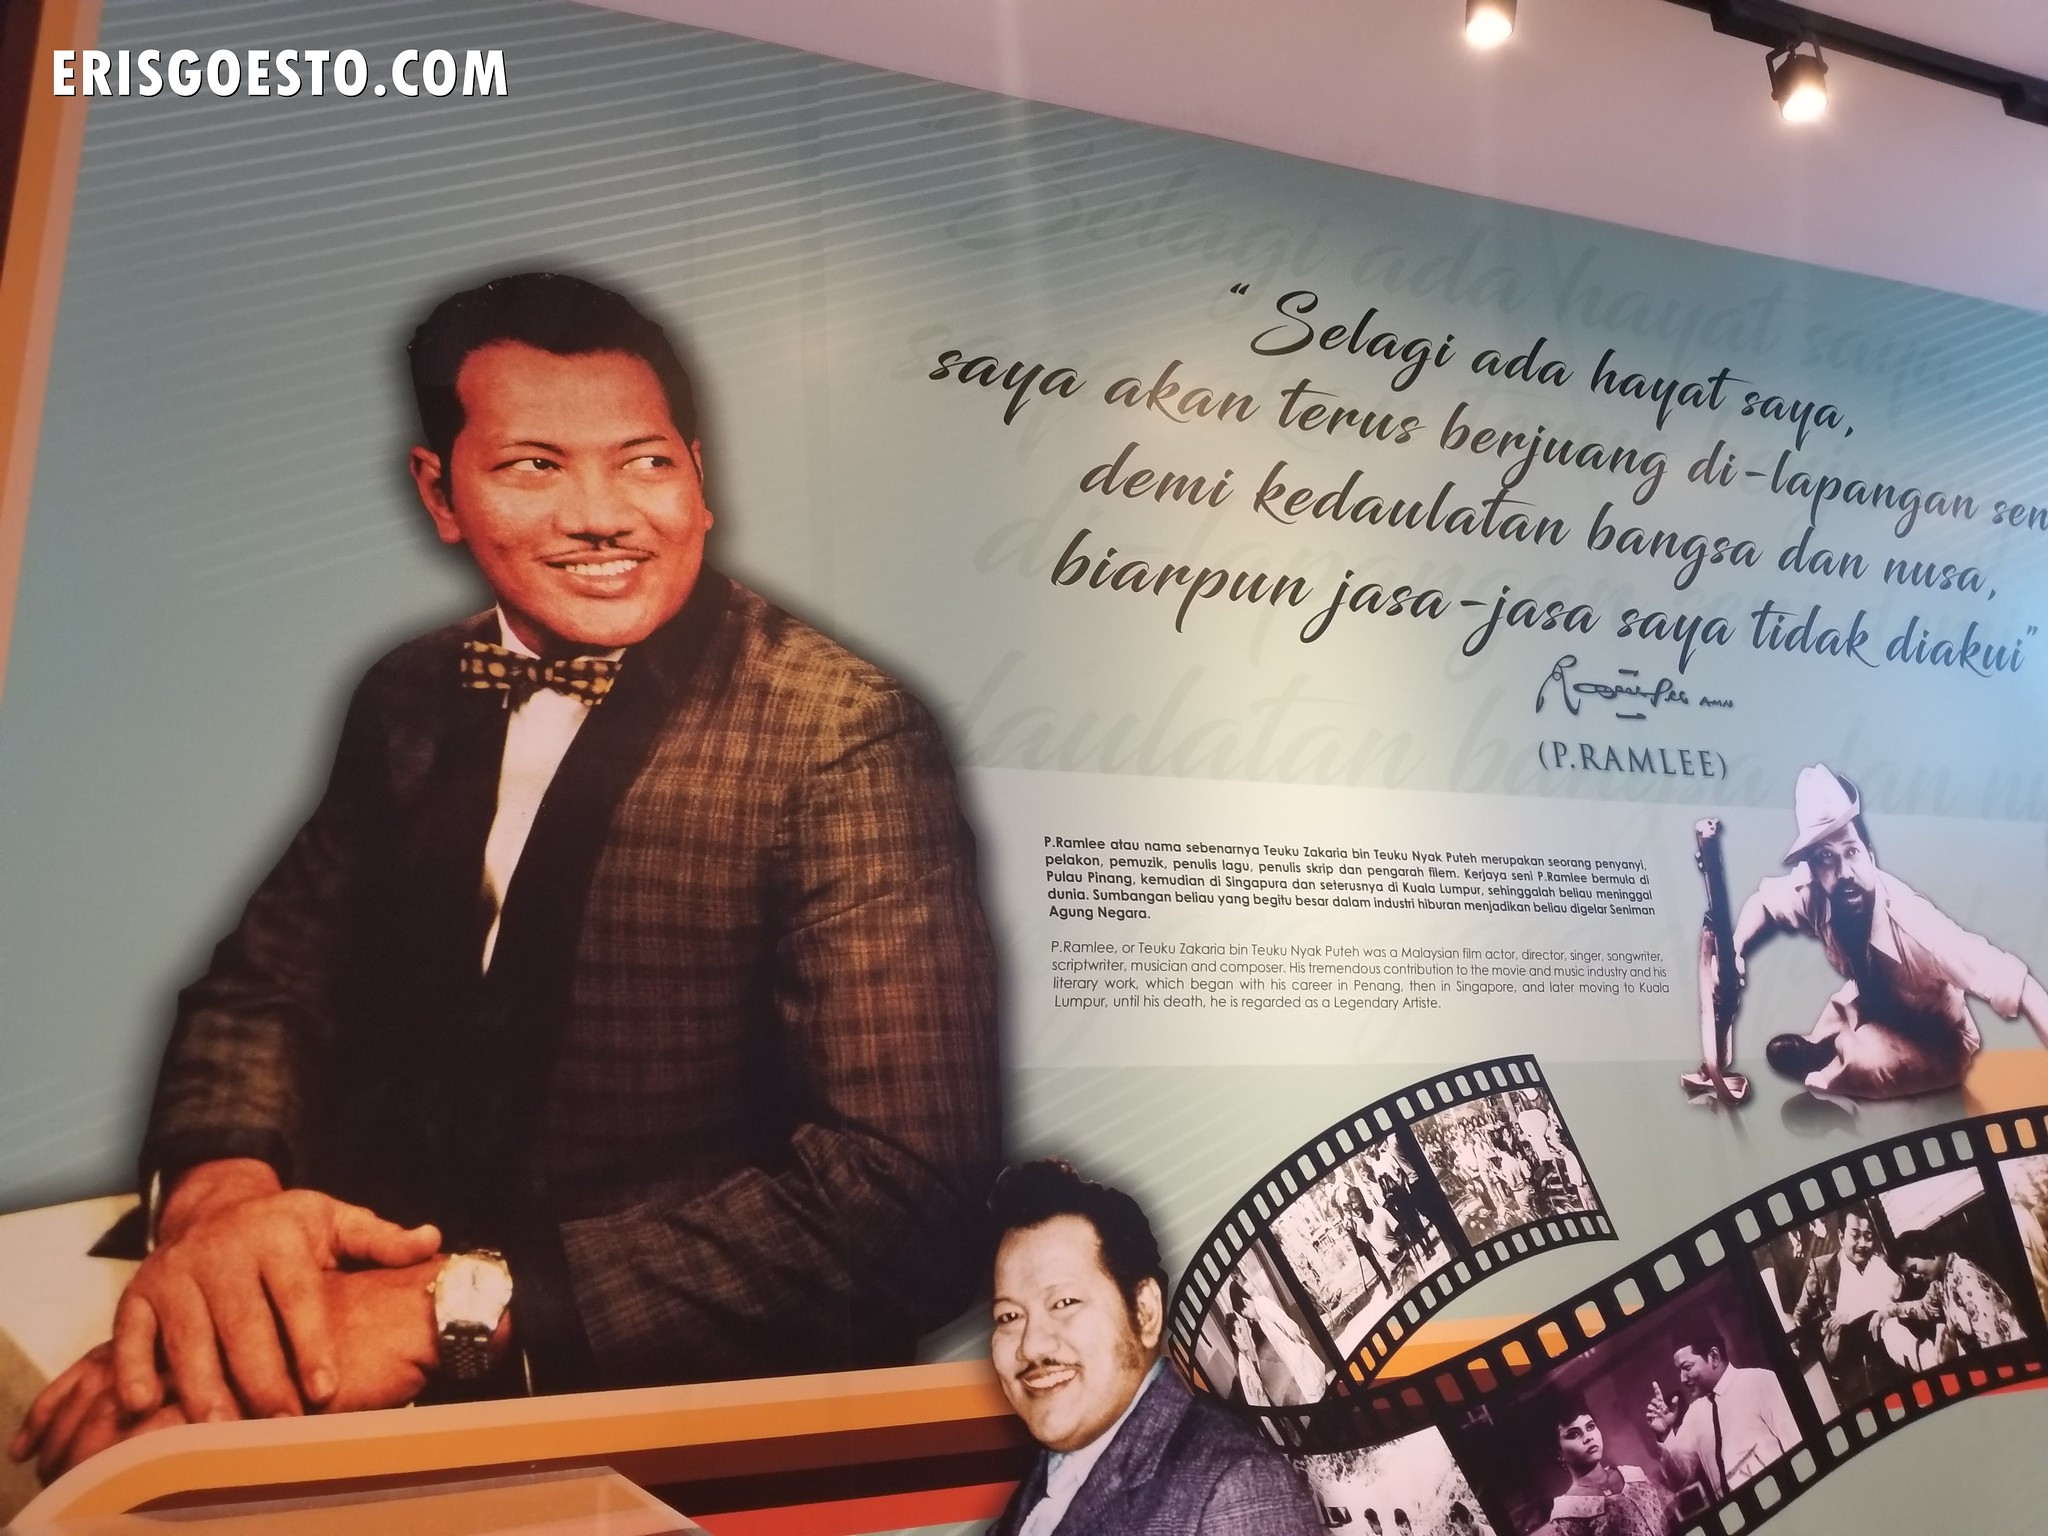 ERISGOESTO.COM
“ Selagi ada hayat saya,
saya akan terus berjuang di-lapangan sen
demi kedaulatan bangsa dan nusa,
biarpun jasa-jasa saya tidak diakui”
AMN
(P.RAMLEE)
P.Ramlee atau nama sebenarnya Teuku Zakaria bin Teuku Nyak Puteh merupakan seorang penyanyi,
pelakon, pemuzik, penulis lagu, penulis skrip dan pengarah filem. Kerjaya seni P.Ramlee bermula di
Pulau Pinang, kemudian di Singapura dan seterusnya di Kuala Lumpur, sehinggalah beliau meninggal
dunia. Sumbangan beliau yang begitu besar dalam industri hiburan menjadikan beliau digelar Seniman
Agung Negara.
P.Ramlee, or Teuku Zakaria bin Teuku Nyak Puteh was a Malaysian film actor, director, singer, songwriter,
scriptwriter, musician and composer. His tremendous contribution to the movie and music industry and his
literary work, which began with his career in Penang, then in Singapore, and later moving to Kuala
Lumpur, until his death, he is regarded as a Legendary Artiste.